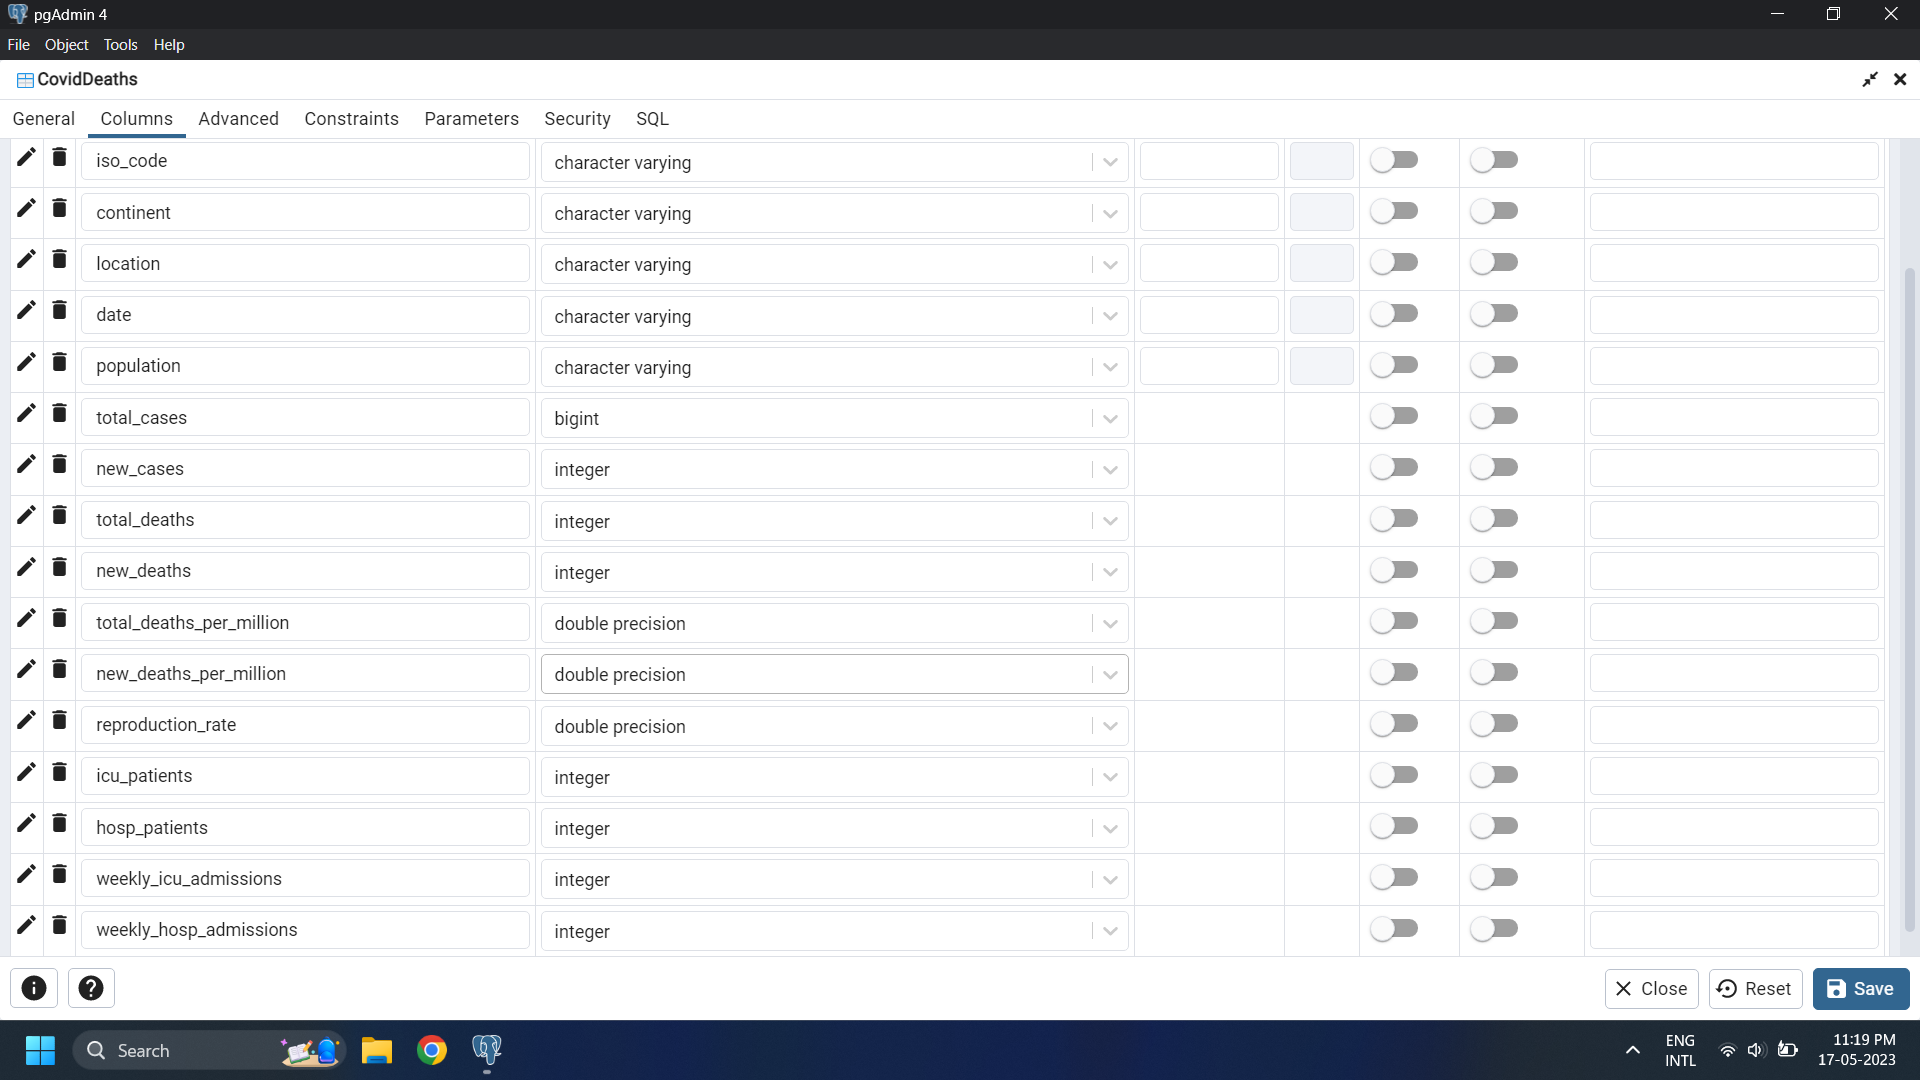 pgAdmin 4
File Object Tools Help
CovidDeaths
General Columns Advanced Constraints Parameters Security SQL
iso_code character varying
continent character varying
location character varying
date character varying
population character varying
total_cases bigint
new_cases integer
total_deaths integer
new_deaths integer
total_deaths_per_million double precision
new_deaths_per_million double precision
reproduction_rate double precision
icu_patients integer
hosp_patients integer
weekly_icu_admissions integer
weekly_hosp_admissions integer
Close Reset Save
Search
ENG
INTL
11:19 PM
17-05-2023